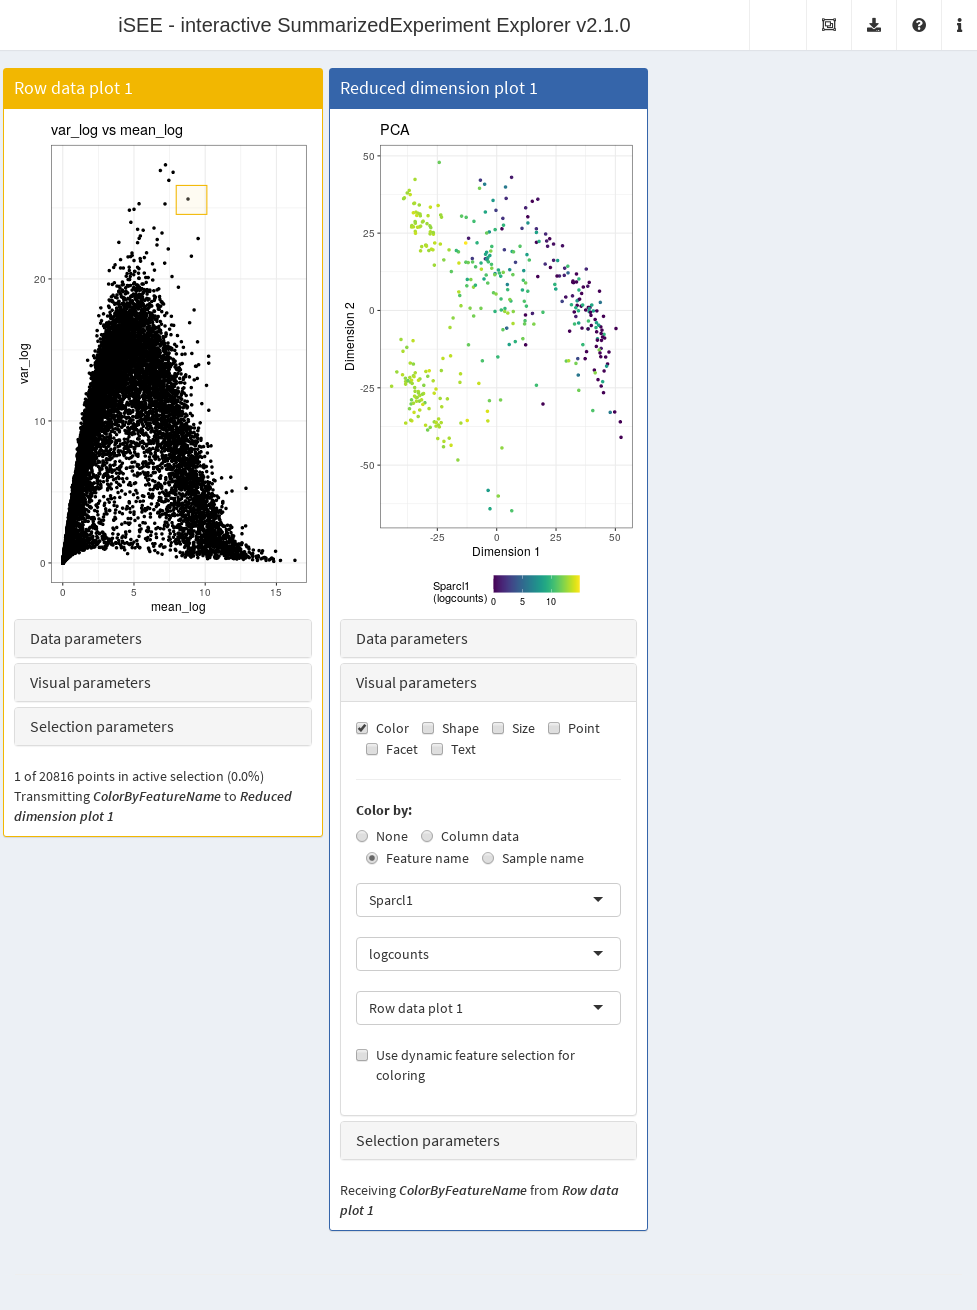 iSEE - interactive SummarizedExperiment Explorer v2.1.0
Row data plot 1
var_log vs mean_log
20
10
0
var_log
0 5 10 15
mean_log
Data parameters
Visual parameters
Selection parameters
1 of 20816 points in active selection (0.0%)
Transmitting ColorByFeatureName to Reduced
dimension plot 1
Reduced dimension plot 1
PCA
50
25
0
-25
-50
Dimension 2
-25 0 25 50
Dimension 1
Sparcl1
(logcounts)
0 5 10
Data parameters
Visual parameters
Color Shape Size Point
Facet Text
Color by:
None Column data
Feature name Sample name
Sparcl1
logcounts
Row data plot 1
Use dynamic feature selection for
coloring
Selection parameters
Receiving ColorByFeatureName from Row data
plot 1